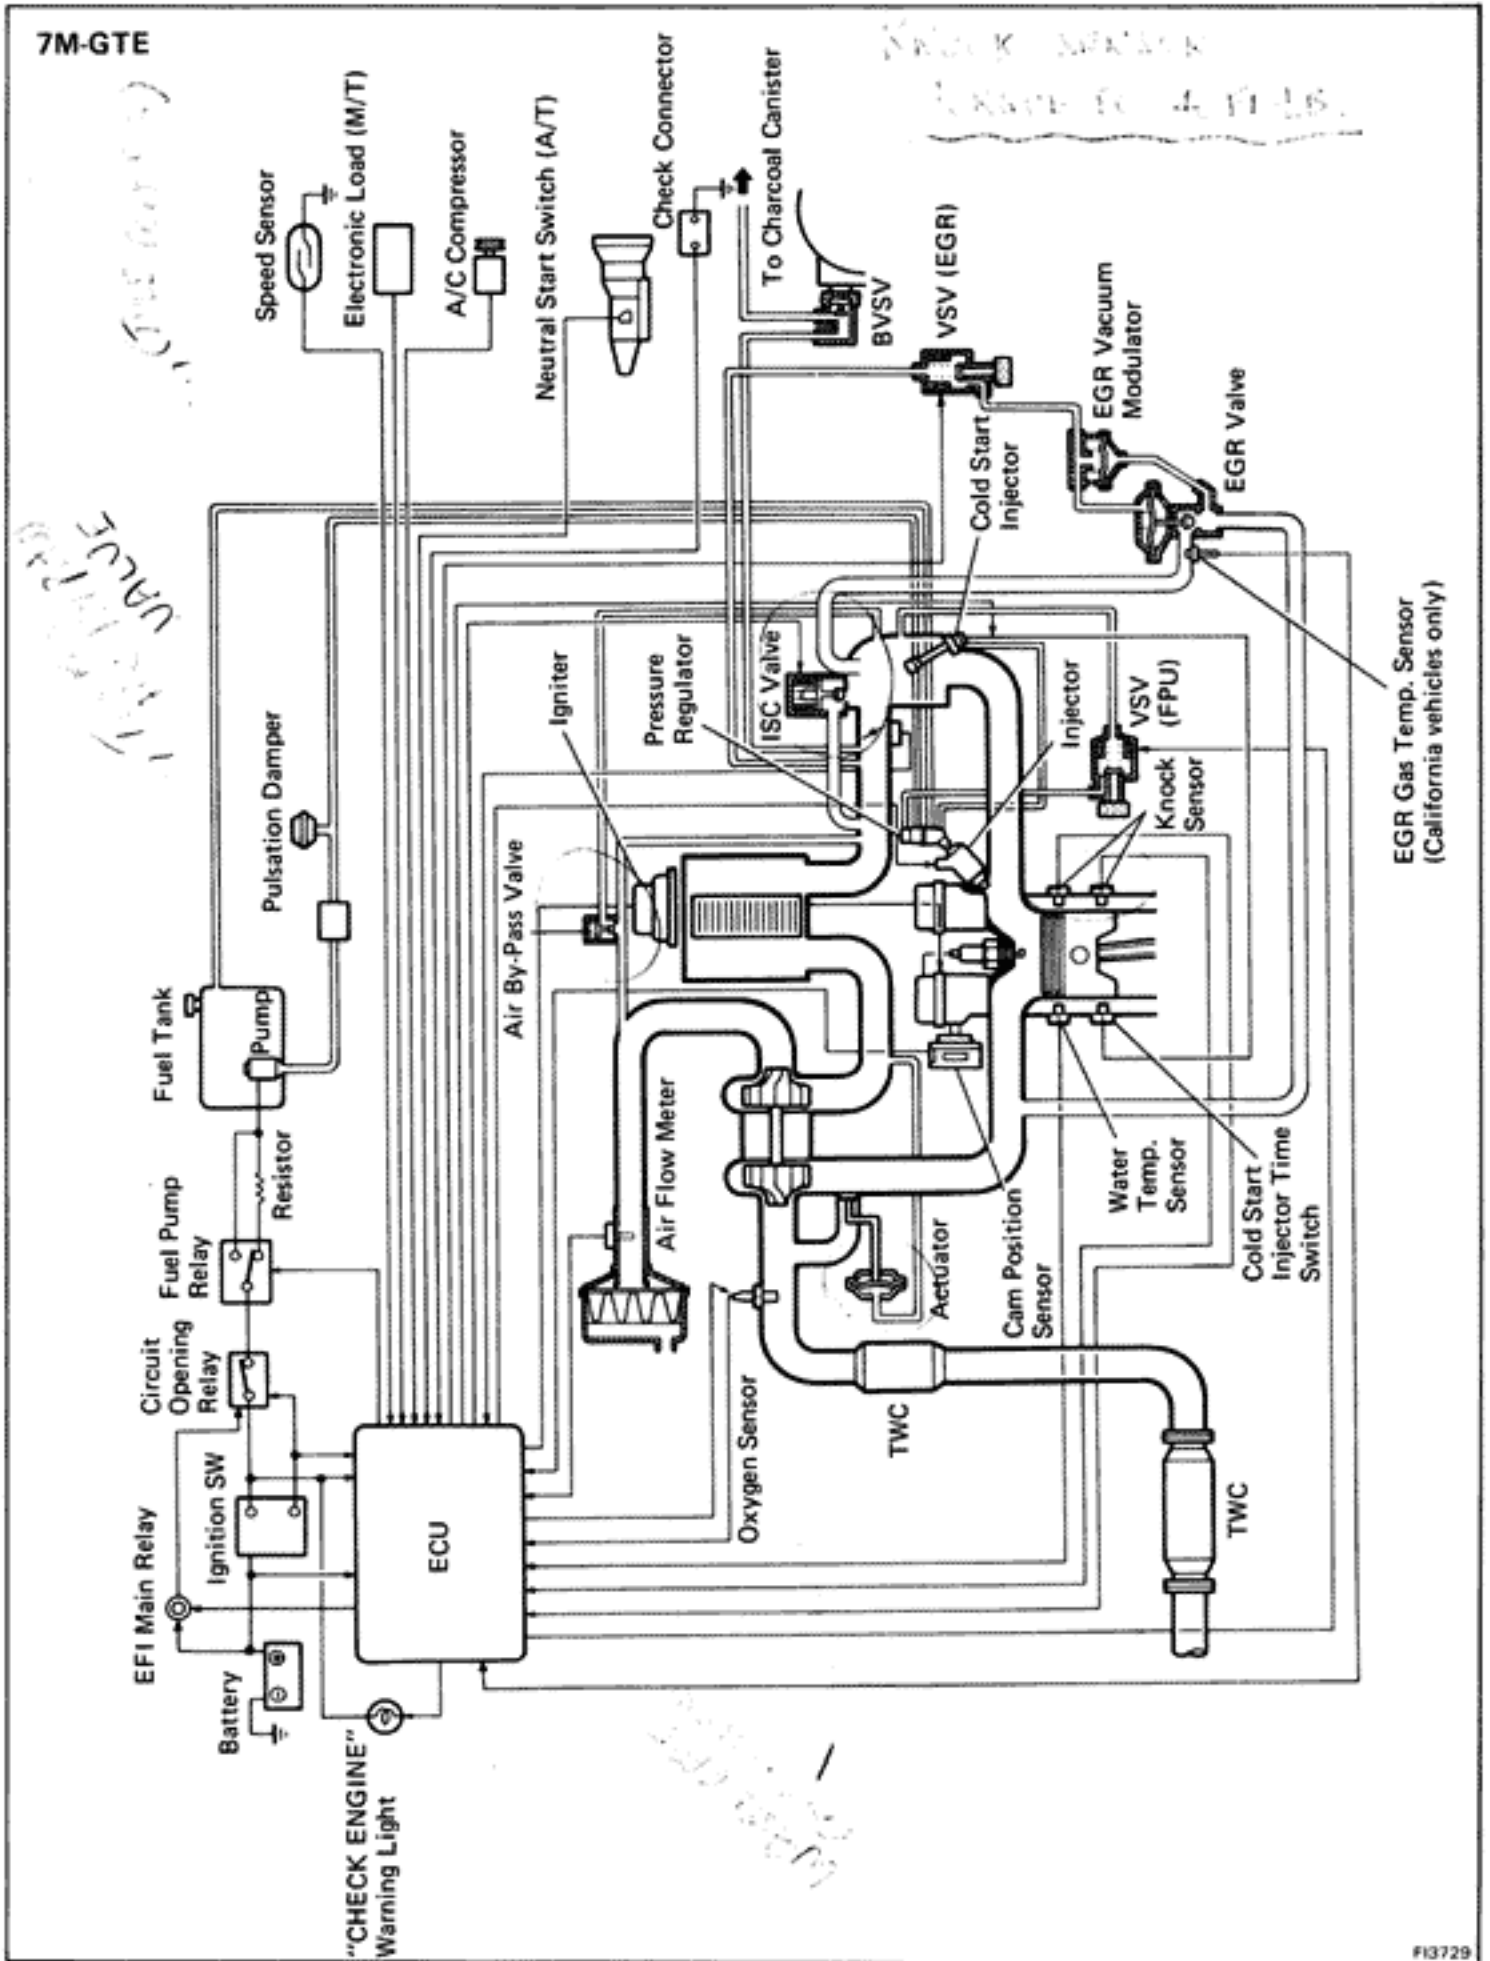 7M-GTE
Speed Sensor
Electronic Load (M/T)
A/C Compressor
Neutral Start Switch (A/T)
Check Connector
To Charcoal Canister
BVSV
VSV (EGR)
EGR Vacuum
Modulator
EGR Valve
Cold Start
Injector
VALVE
Pulsation Damper
Igniter
Pressure
Regulator
ISC Valve
Injector
VSV
(FPU)
Knock
Sensor
EGR Gas Temp. Sensor
(California vehicles only)
Fuel Tank
Pump
Air By-Pass Valve
Resistor
Fuel Pump
Relay
Air Flow Meter
Water
Temp.
Sensor
Cold Start
Injector Time
Switch
Cam Position
Sensor
Actuator
Circuit
Opening
Relay
Ignition SW
EFI Main Relay
Battery
ECU
Oxygen Sensor
TWC
TWC
"CHECK ENGINE"
Warning Light
KNOCK SENSOR
FI3729